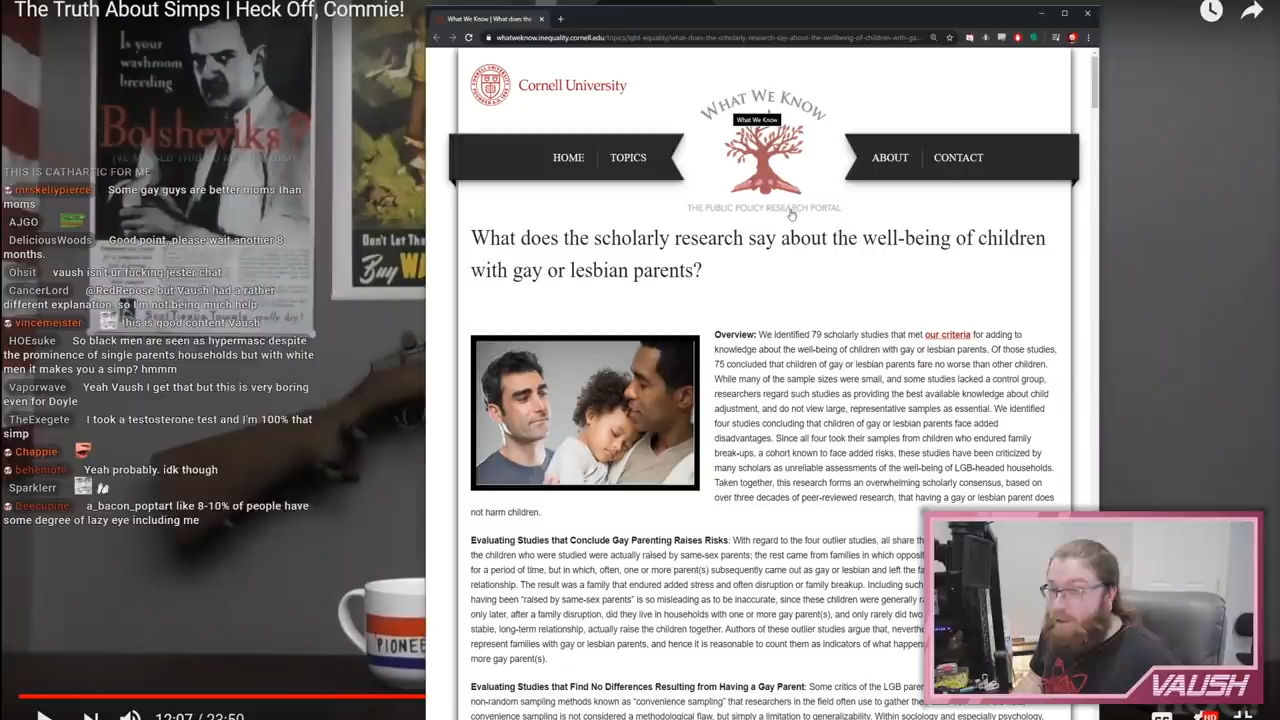 The Truth About Simps | Heck Off, Commie!
Is your
washroom
breeding
Bolsheviks
THIS IS CATHARTIC FOR ME
mrskellypierce: Some gay guys are better moms than
moms
AJGO
DeliciousWoods Good point, please wait another 8
months.
Ohsit vaush isn't ur fucking jester chat
CancerLord @RedRepose but Vaush had a rather
different explanation, so I'm not being much help
vincemeister: this is good content Vaush
HOEsuke So black men are seen as hypermasc despite
the prominence of single parents households but with white
men it makes you a simp? hmmm
Vaporwave Yeah Vaush I get that but this is very boring
even for Doyle
TheExegete I took a testosterone test and I'm 100% that
simp
Chappie
behemoth Yeah probably. idk though
Sparklerr
Deecupine a_bacon_poptart like 8-10% of people have
some degree of lazy eye including me
Don't Let The
Buy WA
PIONEE
12:07 / 23:50
What We Know | What does the
whatweknow.inequality.cornell.edu/topics/lgbt-equality/what-does-the-scholarly-research-say-about-the-wellbeing-of-children-with-ga...
Cornell University
WHAT WE KNOW
What We Know
HOME
TOPICS
ABOUT
CONTACT
THE PUBLIC POLICY RESEARCH PORTAL
What does the scholarly research say about the well-being of children
with gay or lesbian parents?
Overview: We identified 79 scholarly studies that met our criteria for adding to
knowledge about the well-being of children with gay or lesbian parents. Of those studies,
75 concluded that children of gay or lesbian parents fare no worse than other children.
While many of the sample sizes were small, and some studies lacked a control group,
researchers regard such studies as providing the best available knowledge about child
adjustment, and do not view large, representative samples as essential. We identified
four studies concluding that children of gay or lesbian parents face added
disadvantages. Since all four took their samples from children who endured family
break-ups, a cohort known to face added risks, these studies have been criticized by
many scholars as unreliable assessments of the well-being of LGB-headed households.
Taken together, this research forms an overwhelming scholarly consensus, based on
over three decades of peer-reviewed research, that having a gay or lesbian parent does
not harm children.
Evaluating Studies that Conclude Gay Parenting Raises Risks: With regard to the four outlier studies, all share th
the children who were studied were actually raised by same-sex parents; the rest came from families in which opposit
for a period of time, but in which, often, one or more parent(s) subsequently came out as gay or lesbian and left the fa
relationship. The result was a family that endured added stress and often disruption or family breakup. Including such
having been "raised by same-sex parents" is so misleading as to be inaccurate, since these children were generally ra
only later, after a family disruption, did they live in households with one or more gay parent(s), and only rarely did two
stable, long-term relationship, actually raise the children together. Authors of these outlier studies argue that, neverthe
represent families with gay or lesbian parents, and hence it is reasonable to count them as indicators of what happens
more gay parent(s).
Evaluating Studies that Find No Differences Resulting from Having a Gay Parent: Some critics of the LGB paren
non-random sampling methods known as "convenience sampling" that researchers in the field often use to gather the
convenience sampling is not considered a methodological flaw, but simply a limitation to generalizability. Within sociology and especially psychology,
VAUSH
HD